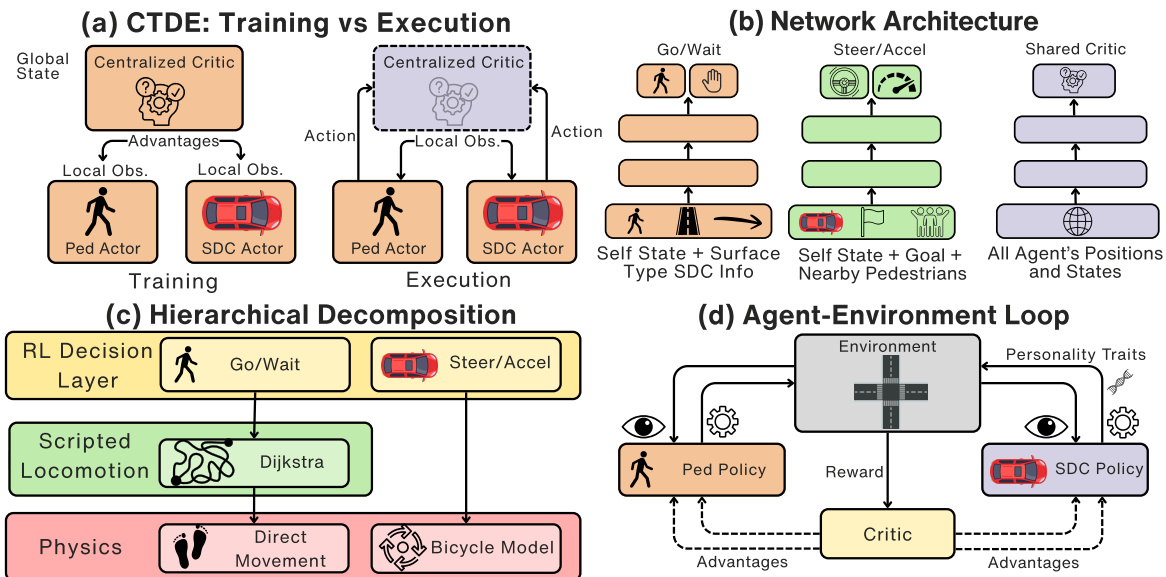 (a) CTDE: Training vs Execution
Global
State
Centralized Critic
Advantages
Local Obs.
Local Obs.
Ped Actor
SDC Actor
Training
Centralized Critic
Action
Action
Local Obs.
Ped Actor
SDC Actor
Execution
(b) Network Architecture
Go/Wait
Steer/Accel
Shared Critic
Self State + Surface
Type SDC Info
Self State + Goal +
Nearby Pedestrians
All Agent's Positions
and States
(c) Hierarchical Decomposition
RL Decision
Layer
Go/Wait
Steer/Accel
Scripted
Locomotion
Dijkstra
Physics
Direct
Movement
Bicycle Model
(d) Agent-Environment Loop
Environment
Personality Traits
Ped Policy
SDC Policy
Reward
Critic
Advantages
Advantages